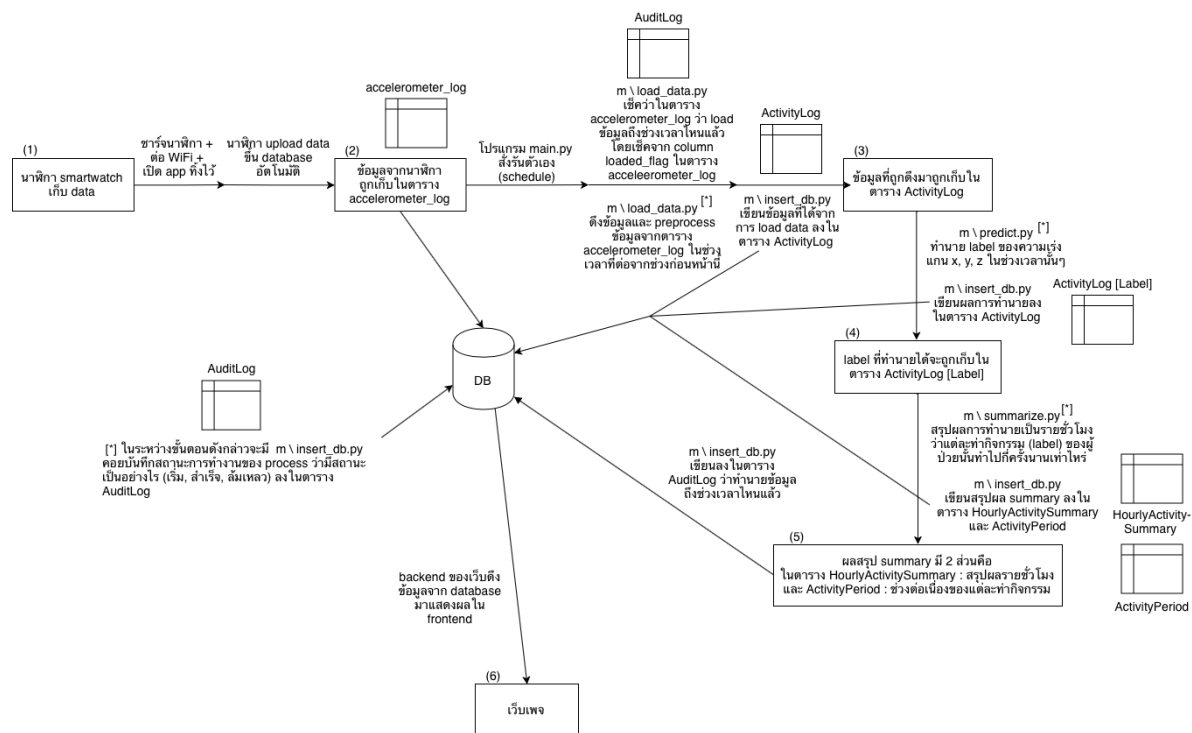 AuditLog
accelerometer_log
m \ load_data.py
เช็คว่าในตาราง
accelerometer_log ว่า load
ข้อมูลถึงช่วงเวลาไหนแล้ว
โดยเช็คจาก column
loaded_flag ในตาราง
acceleerometer_log
ActivityLog
(1)
นาฬิกา smartwatch
เก็บ data
ชาร์จนาฬิกา +
ต่อ WiFi +
เปิด app ทิ้งไว้
นาฬิกา upload data
ขึ้น database
อัตโนมัติ
(2)
ข้อมูลจากนาฬิกา
ถูกเก็บในตาราง
accelerometer_log
โปรแกรม main.py
สั่งรันตัวเอง
(schedule)
m \ load_data.py [*]
ดึงข้อมูลและ preprocess
ข้อมูลจากตาราง
accelerometer_log ในช่วง
เวลาที่ต่อจากช่วงก่อนหน้านี้
m \ insert_db.py
เขียนข้อมูลที่ได้จาก
การ load data ลงใน
ตาราง ActivityLog
(3)
ข้อมูลที่ถูกดึงมาถูกเก็บใน
ตาราง ActivityLog
m \ predict.py [*]
ทำนาย label ของความเร่ง
แกน x, y, z ในช่วงเวลานั้นๆ
m \ insert_db.py
เขียนผลการทำนายลง
ในตาราง ActivityLog
ActivityLog [Label]
(4)
label ที่ทำนายได้จะถูกเก็บใน
ตาราง ActivityLog [Label]
DB
AuditLog
[*] ในระหว่างขั้นตอนดังกล่าวจะมี m \ insert_db.py
คอยบันทึกสถานะการทำงานของ process ว่ามีสถานะ
เป็นอย่างไร (เริ่ม, สำเร็จ, ล้มเหลว) ลงในตาราง
AuditLog
m \ summarize.py [*]
สรุปผลการทำนายเป็นรายชั่วโมง
ว่าแต่ละท่ากิจกรรม (label) ของผู้
ป่วยนั้นทำไปกี่ครั้งนานเท่าไหร่
m \ insert_db.py
เขียนลงในตาราง
AuditLog ว่าทำนายข้อมูล
ถึงช่วงเวลาไหนแล้ว
m \ insert_db.py
เขียนสรุปผล summary ลงใน
ตาราง HourlyActivitySummary
และ ActivityPeriod
HourlyActivity-
Summary
(5)
ผลสรุป summary มี 2 ส่วนคือ
ในตาราง HourlyActivitySummary : สรุปผลรายชั่วโมง
และ ActivityPeriod : ช่วงต่อเนื่องของแต่ละท่ากิจกรรม
ActivityPeriod
backend ของเว็บดึง
ข้อมูลจาก database
มาแสดงผลใน
frontend
(6)
เว็บเพจ